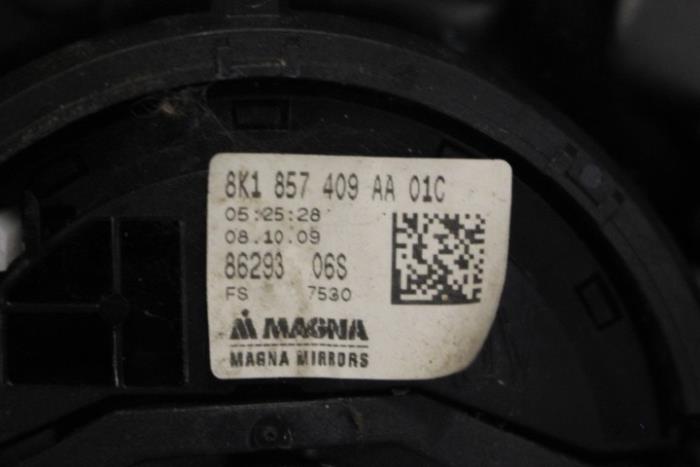 8K1 857 409 AA 01C
05:25:28
08.10.09
86293 06S
FS 7530
MAGNA
MAGNA MIRRORS